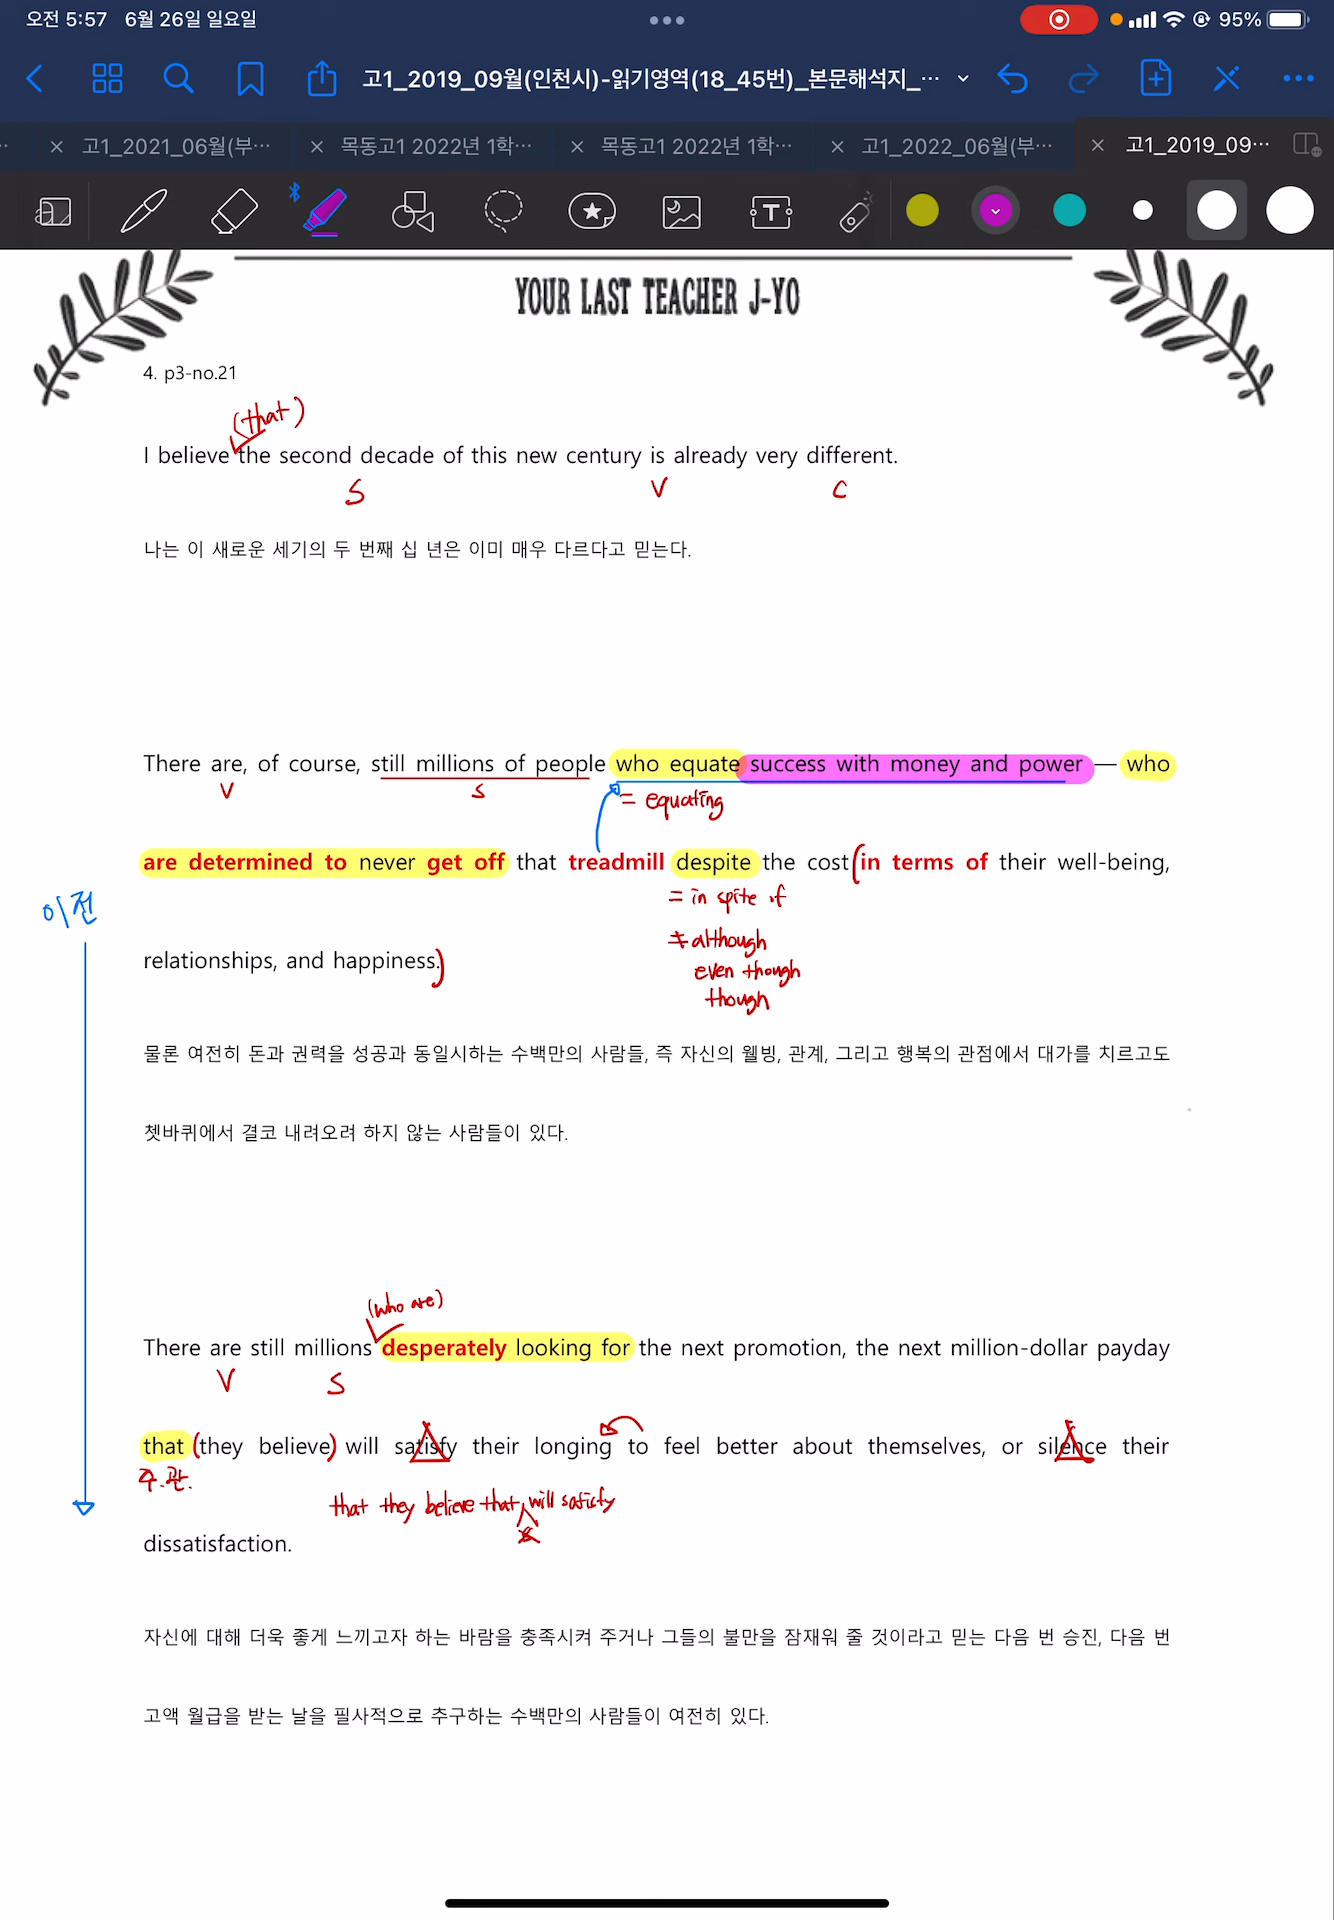 오전 5:57 6월 26일 일요일
95%
고1_2019_09월(인천시)-읽기영역(18_45번)_본문해석지_···
고1_2021_06월(부···
목동고1 2022년 1학···
목동고1 2022년 1학···
고1_2022_06월(부···
고1_2019_09···
YOUR LAST TEACHER J-YO
4. p3-no.21
(that)
I believe the second decade of this new century is already very different.
S V C
나는 이 새로운 세기의 두 번째 십 년은 이미 매우 다르다고 믿는다.
There are, of course, still millions of people who equate success with money and power — who
V S = equating
are determined to never get off that treadmill despite the cost (in terms of their well-being,
이전
= in spite of
≠ although
even though
though
relationships, and happiness.)
물론 여전히 돈과 권력을 성공과 동일시하는 수백만의 사람들, 즉 자신의 웰빙, 관계, 그리고 행복의 관점에서 대가를 치르고도
쳇바퀴에서 결코 내려오려 하지 않는 사람들이 있다.
(who are)
There are still millions desperately looking for the next promotion, the next million-dollar payday
V S
that (they believe) will satisfy their longing to feel better about themselves, or silence their
주.관.
that they believe that will satisfy
dissatisfaction.
자신에 대해 더욱 좋게 느끼고자 하는 바람을 충족시켜 주거나 그들의 불만을 잠재워 줄 것이라고 믿는 다음 번 승진, 다음 번
고액 월급을 받는 날을 필사적으로 추구하는 수백만의 사람들이 여전히 있다.